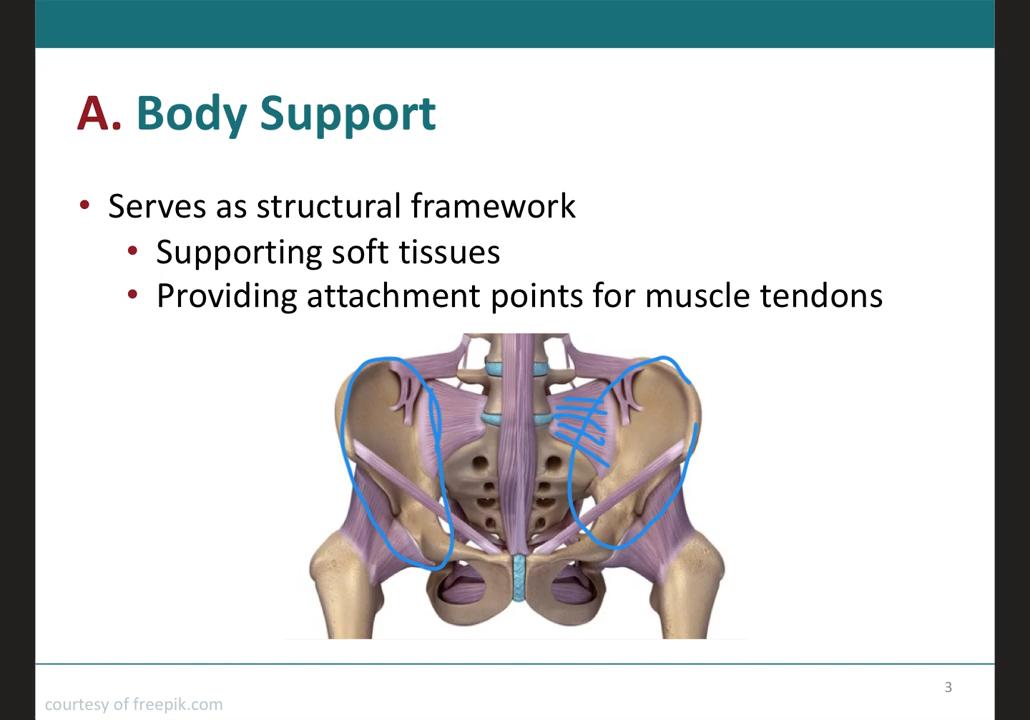 A. Body Support
• Serves as structural framework
• Supporting soft tissues
• Providing attachment points for muscle tendons
3
courtesy of freepik.com